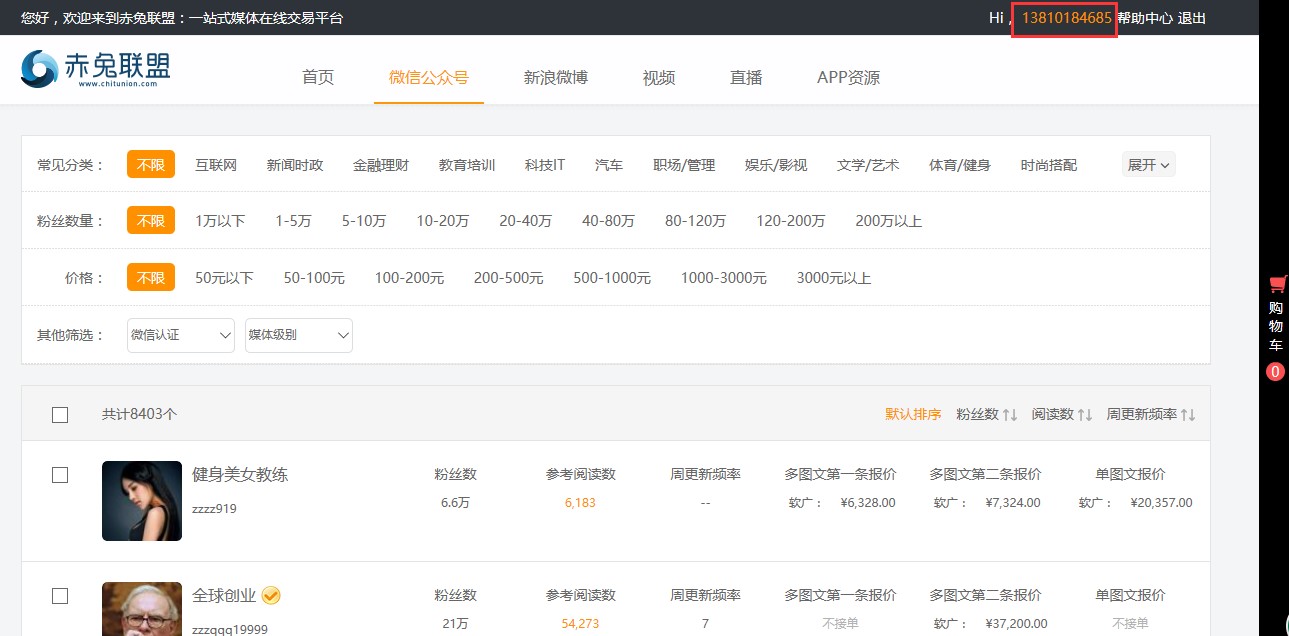 您好，欢迎来到赤兔联盟：一站式媒体在线交易平台 Hi , 13810184685 帮助中心 退出
赤兔联盟
www.chitunion.com
首页 微信公众号 新浪微博 视频 直播 APP资源
常见分类： 不限 互联网 新闻时政 金融理财 教育培训 科技IT 汽车 职场/管理 娱乐/影视 文学/艺术 体育/健身 时尚搭配 展开
粉丝数量： 不限 1万以下 1-5万 5-10万 10-20万 20-40万 40-80万 80-120万 120-200万 200万以上
价格： 不限 50元以下 50-100元 100-200元 200-500元 500-1000元 1000-3000元 3000元以上
其他筛选： 微信认证 媒体级别
购
物
车
0
共计8403个 默认排序 粉丝数 阅读数 周更新频率
健身美女教练 粉丝数 参考阅读数 周更新频率 多图文第一条报价 多图文第二条报价 单图文报价
zzzz919 6.6万 6,183 -- 软广： ¥6,328.00 软广： ¥7,324.00 软广： ¥20,357.00
全球创业 粉丝数 参考阅读数 周更新频率 多图文第一条报价 多图文第二条报价 单图文报价
zzzqqq19999 21万 54,273 7 不接单 软广： ¥37,200.00 不接单